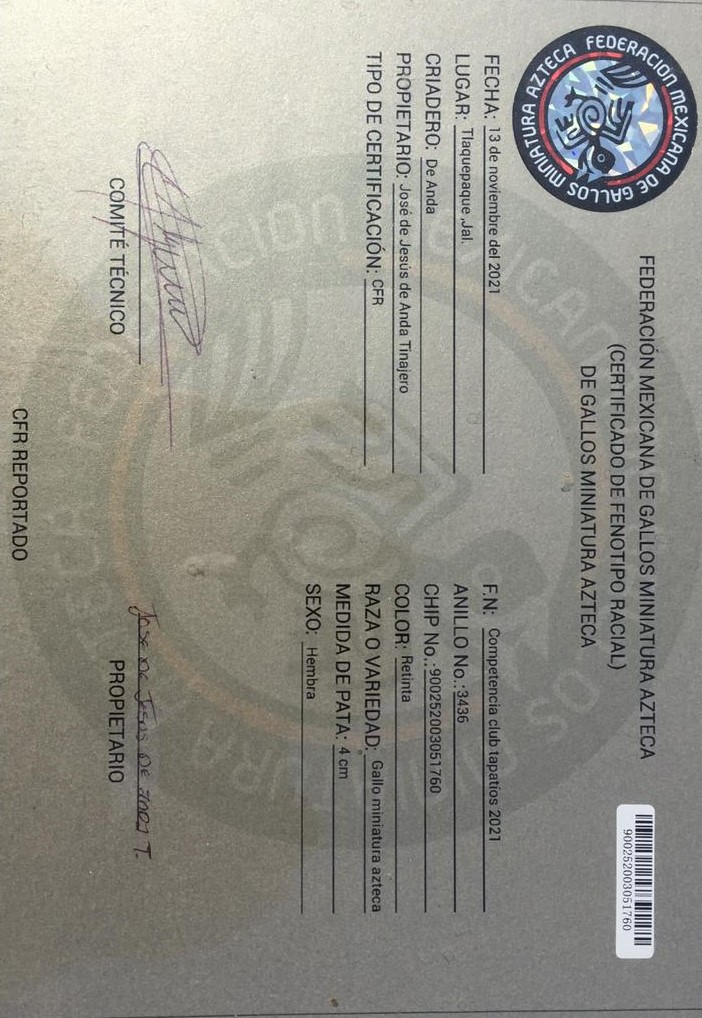 FEDERACION MEXICANA DE GALLOS MINIATURA AZTECA
FEDERACIÓN MEXICANA DE GALLOS MINIATURA AZTECA
(CERTIFICADO DE FENOTIPO RACIAL)
DE GALLOS MINIATURA AZTECA
900252003051760
FECHA: 13 de noviembre del 2021
LUGAR: Tlaquepaque ,Jal.
CRIADERO: De Anda
PROPIETARIO: José de Jesús de Anda Tinajero
TIPO DE CERTIFICACIÓN: CFR
F.N: Competencia club tapatios 2021
ANILLO No.:3436
CHIP No.:900252003051760
COLOR: Retinta
RAZA O VARIEDAD: Gallo miniatura azteca
MEDIDA DE PATA: 4 cm
SEXO: Hembra
COMITÉ TÉCNICO
Jose de Jesus de Anda T.
PROPIETARIO
CFR REPORTADO